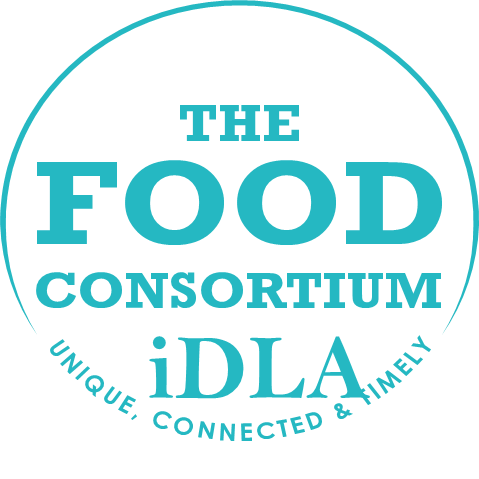 THE
FOOD
CONSORTIUM
iDLA
UNIQUE, CONNECTED & TIMELY